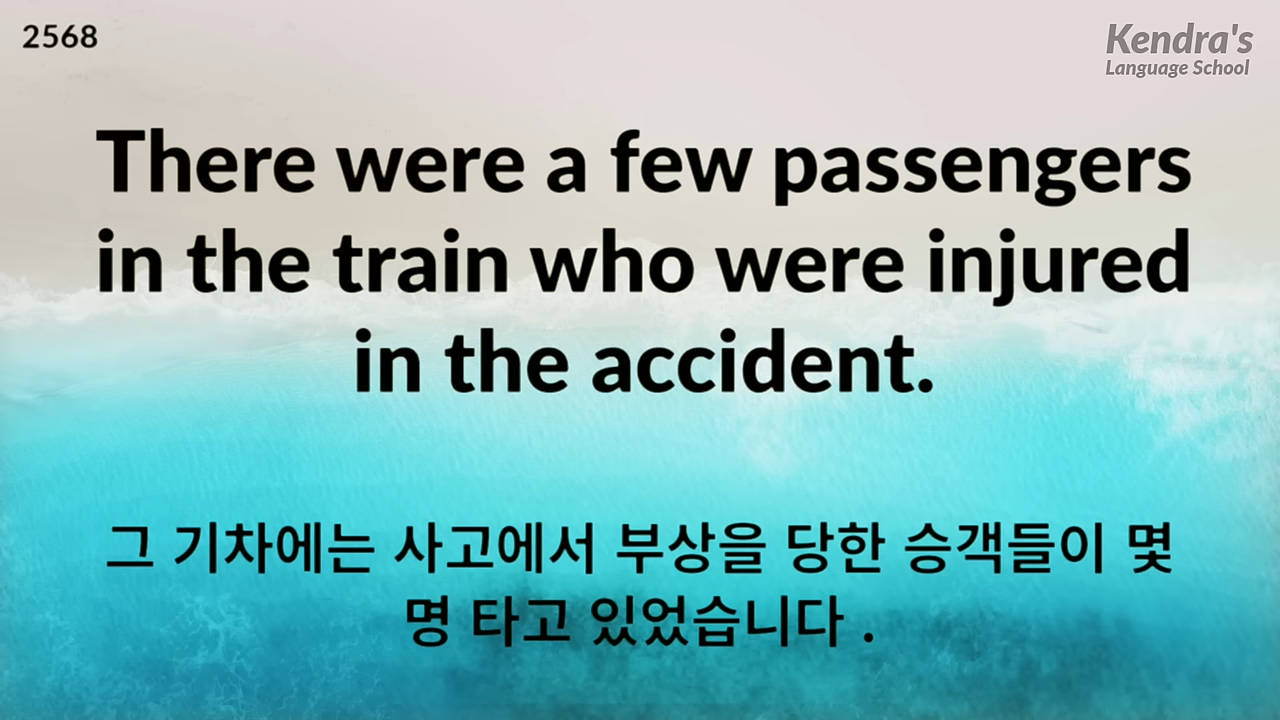 2568
Kendra's
Language School
There were a few passengers
in the train who were injured
in the accident.
그 기차에는 사고에서 부상을 당한 승객들이 몇
명 타고 있었습니다 .